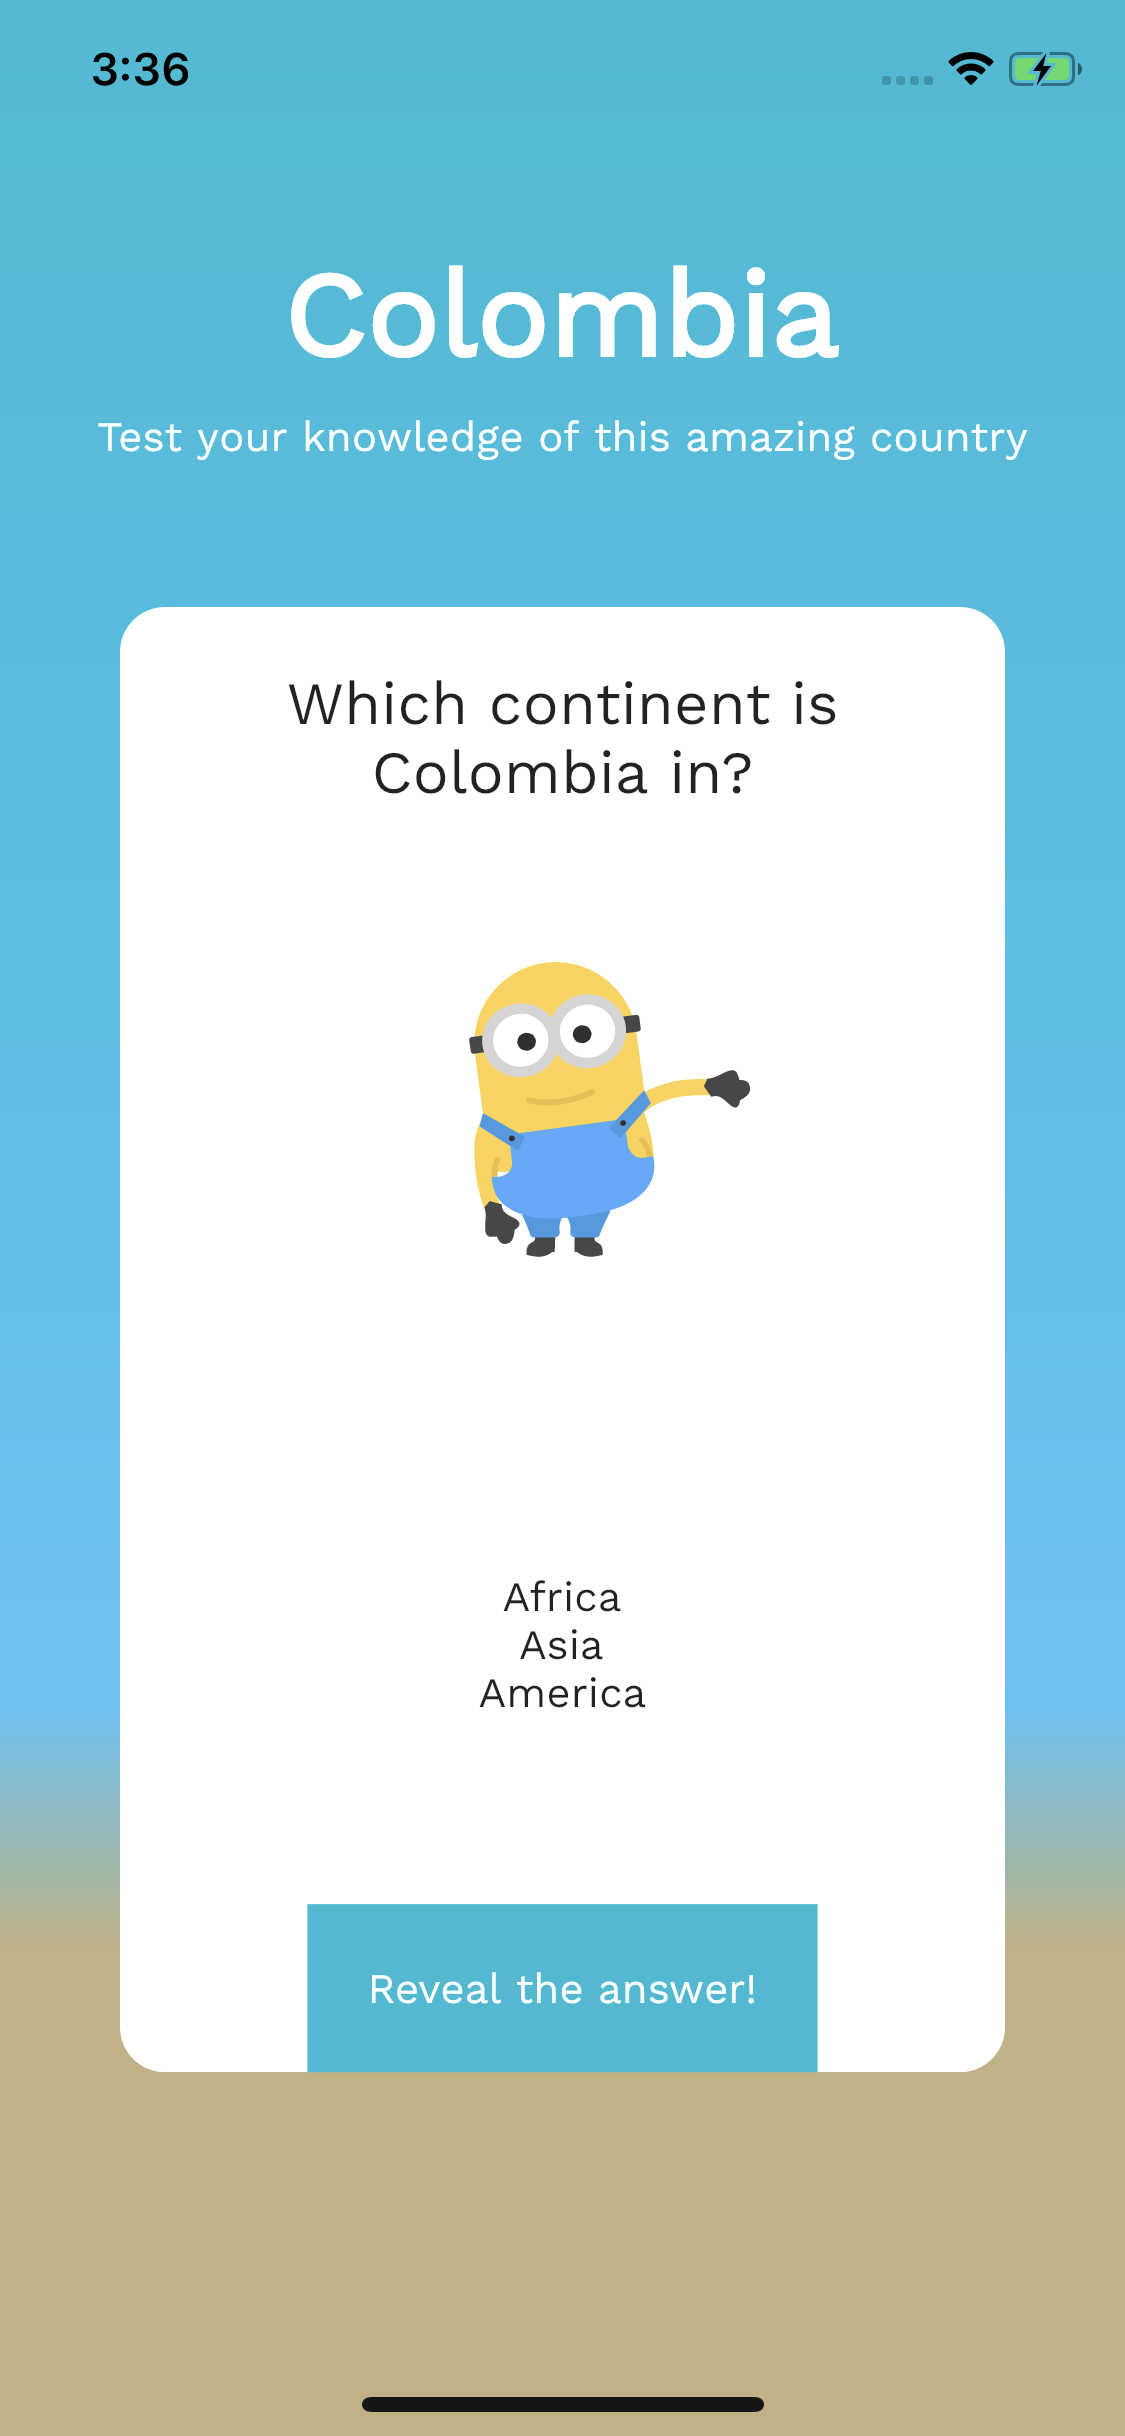 3:36
Colombia
Test your knowledge of this amazing country
Which continent is
Colombia in?
Africa
Asia
America
Reveal the answer!